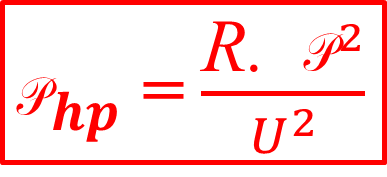 𝒫hp = R. 𝒫² / U²